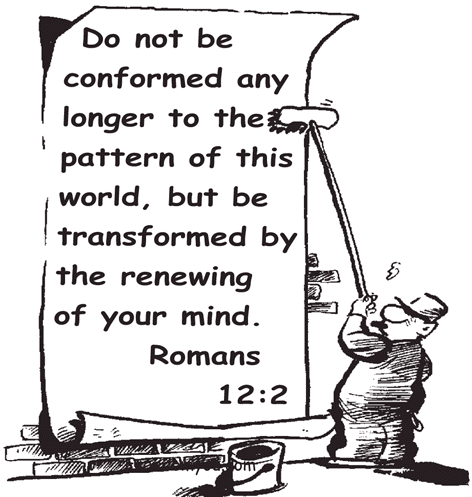 Do not be
conformed any
longer to the
pattern of this
world, but be
transformed by
the renewing
of your mind.
Romans
12:2